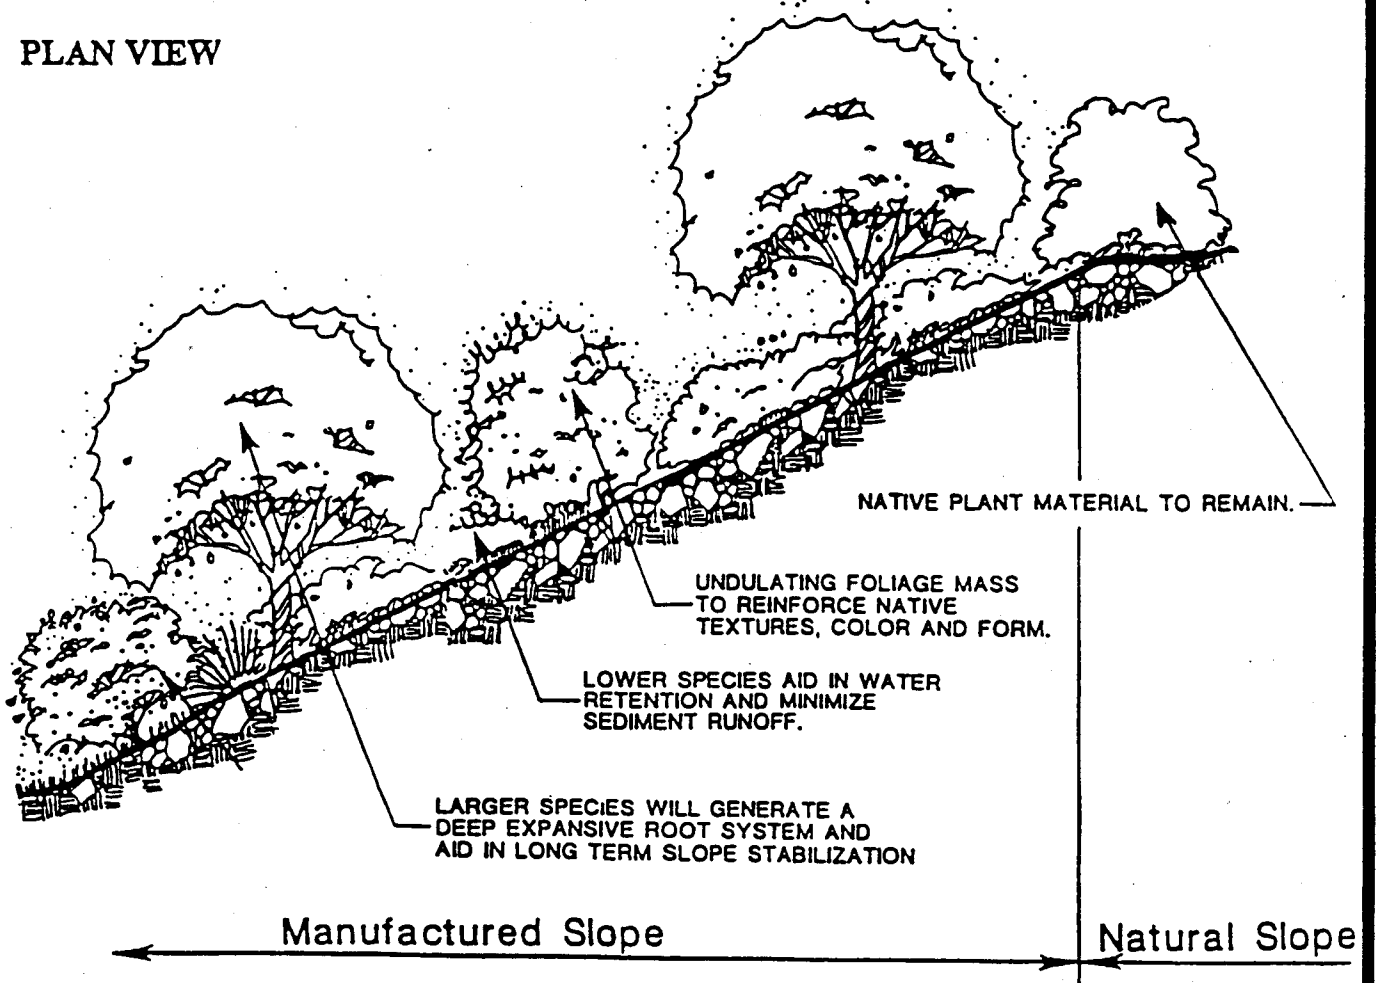 PLAN VIEW
NATIVE PLANT MATERIAL TO REMAIN.
UNDULATING FOLIAGE MASS
TO REINFORCE NATIVE
TEXTURES, COLOR AND FORM.
LOWER SPECIES AID IN WATER
RETENTION AND MINIMIZE
SEDIMENT RUNOFF.
LARGER SPECIES WILL GENERATE A
DEEP EXPANSIVE ROOT SYSTEM AND
AID IN LONG TERM SLOPE STABILIZATION
Manufactured Slope
Natural Slope